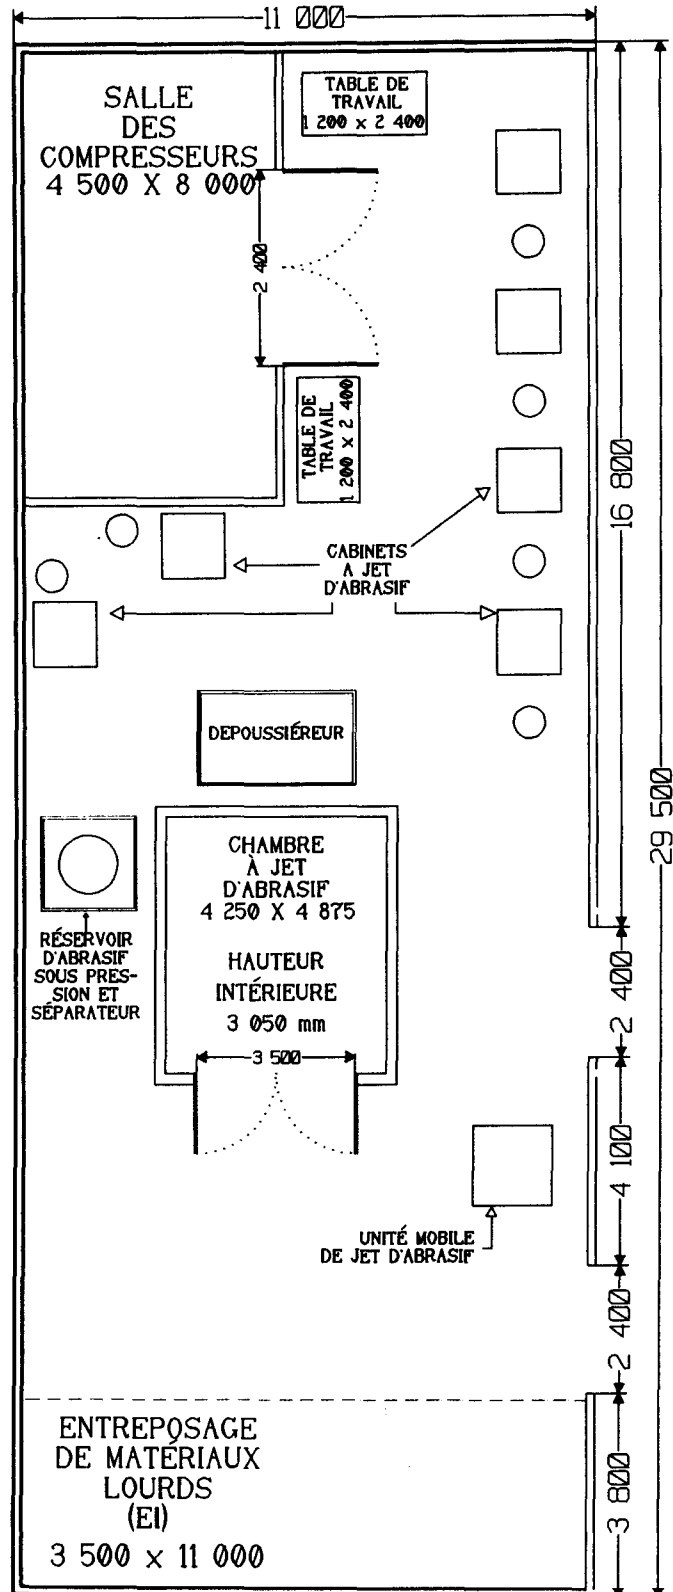 11 000
SALLE
DES
COMPRESSEURS
4 500 X 8 000
TABLE DE
TRAVAIL
1 200 x 2 400
2 400
TABLE DE
TRAVAIL
1 200 x 2 400
16 800
CABINETS
A JET
D'ABRASIF
29 500
DEPOUSSIÉREUR
CHAMBRE
À JET
D'ABRASIF
4 250 X 4 875
HAUTEUR
INTÉRIEURE
3 050 mm
3 500
RÉSERVOIR
D'ABRASIF
SOUS PRES-
SION ET
SÉPARATEUR
2 400
4 100
UNITÉ MOBILE
DE JET D'ABRASIF
2 400
ENTREPOSAGE
DE MATÉRIAUX
LOURDS
(EI)
3 500 x 11 000
3 800